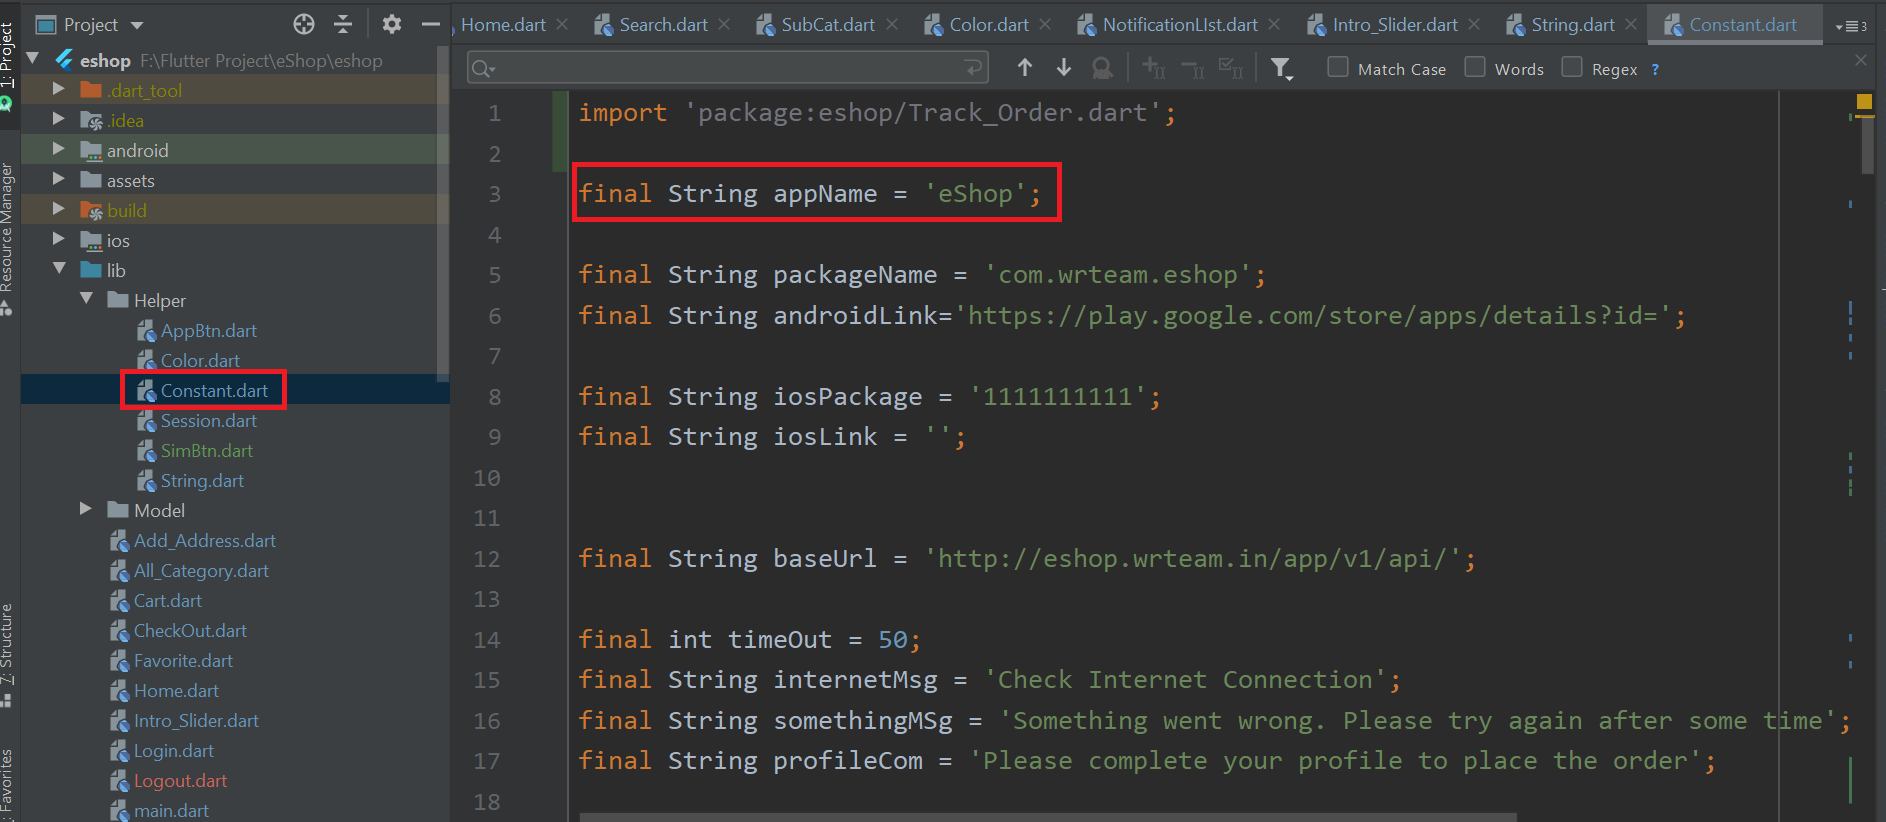 Project
Home.dart
Search.dart
SubCat.dart
Color.dart
NotificationLIst.dart
Intro_Slider.dart
String.dart
Constant.dart
3
Match Case
Words
Regex
?
1: Project
Resource Manager
7: Structure
Favorites
eshop F:\Flutter Project\eShop\eshop
.dart_tool
.idea
android
assets
build
ios
lib
Helper
AppBtn.dart
Color.dart
Constant.dart
Session.dart
SimBtn.dart
String.dart
Model
Add_Address.dart
All_Category.dart
Cart.dart
CheckOut.dart
Favorite.dart
Home.dart
Intro_Slider.dart
Login.dart
Logout.dart
main.dart
1 import 'package:eshop/Track_Order.dart';
2
3 final String appName = 'eShop';
4
5 final String packageName = 'com.wrteam.eshop';
6 final String androidLink='https://play.google.com/store/apps/details?id=';
7
8 final String iosPackage = '1111111111';
9 final String iosLink = '';
10
11
12 final String baseUrl = 'http://eshop.wrteam.in/app/v1/api/';
13
14 final int timeOut = 50;
15 final String internetMsg = 'Check Internet Connection';
16 final String somethingMSg = 'Something went wrong. Please try again after some time';
17 final String profileCom = 'Please complete your profile to place the order';
18